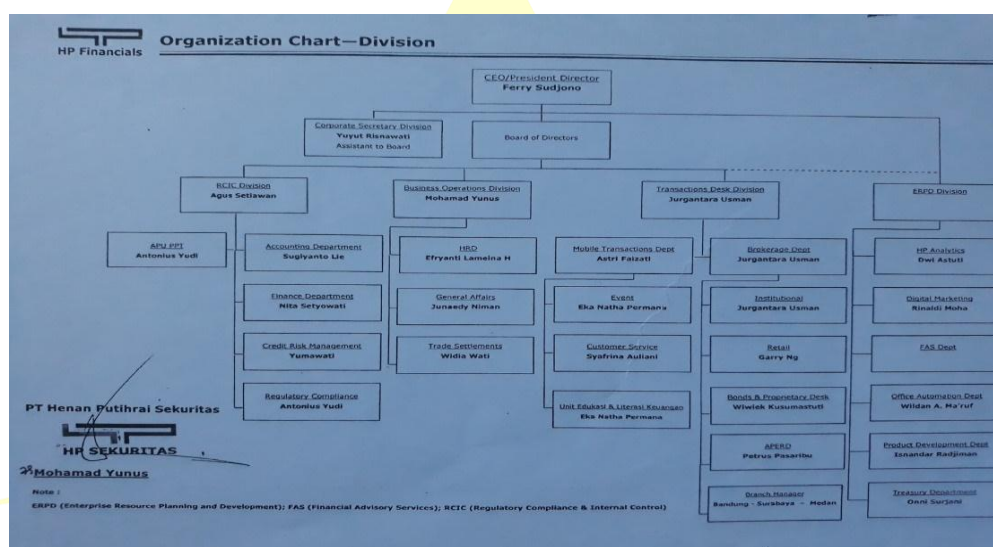 HP Financials
Organization Chart—Division
CEO/President Director
Ferry Sudjono
Corporate Secretary Division
Yuyut Risnawati
Assistant to Board
Board of Directors
RCIC Division
Agus Setiawan
Business Operations Division
Mohamad Yunus
Transactions Desk Division
Jurgantara Usman
ERPD Division
APU PPT
Antonius Yudi
Accounting Department
Sugiyanto Lie
HRD
Efryanti Lameina H
Mobile Transactions Dept
Astri Faizati
Brokerage Dept
Jurgantara Usman
HP Analytics
Dwi Astuti
Finance Department
Nita Setyowati
General Affairs
Junaedy Niman
Event
Eka Natha Permana
Institutional
Jurgantara Usman
Digital Marketing
Rinaldi Moha
Credit Risk Management
Yumawati
Trade Settlements
Widia Wati
Customer Service
Syafrina Auliani
Retail
Garry Ng
FAS Dept
Regulatory Compliance
Antonius Yudi
Unit Edukasi & Literasi Keuangan
Eka Natha Permana
Bonds & Proprietary Desk
Wiwiek Kusumastuti
Office Automation Dept
Wildan A. Ma'ruf
APERD
Petrus Pasaribu
Product Development Dept
Isnandar Radjiman
Branch Manager
Bandung - Surabaya - Medan
Treasury Department
Onni Surjani
PT Henan Putihrai Sekuritas
HP SEKURITAS
Mohamad Yunus
Note :
ERPD (Enterprise Resource Planning and Development); FAS (Financial Advisory Services); RCIC (Regulatory Compliance & Internal Control)